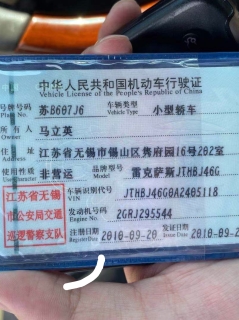 中华人民共和国机动车行驶证
Vehicle License of the People's Republic of China
号牌号码 苏B607J6 车辆类型 小型轿车
Plate No. Vehicle Type
所有人 马立英
Owner
住址 江苏省无锡市锡山区隽府园16号202室
Address
使用性质 非营运 品牌型号 雷克萨斯JTHBJ46G
Use Character Model
江苏省无锡 车辆识别代号 JTHBJ46G0A2405118
VIN
市公安局交通 发动机号码 2GRJ295544
Engine No.
巡逻警察支队 注册日期 2010-09-20 发证日期 2010-09-2
Register Date Issue Date